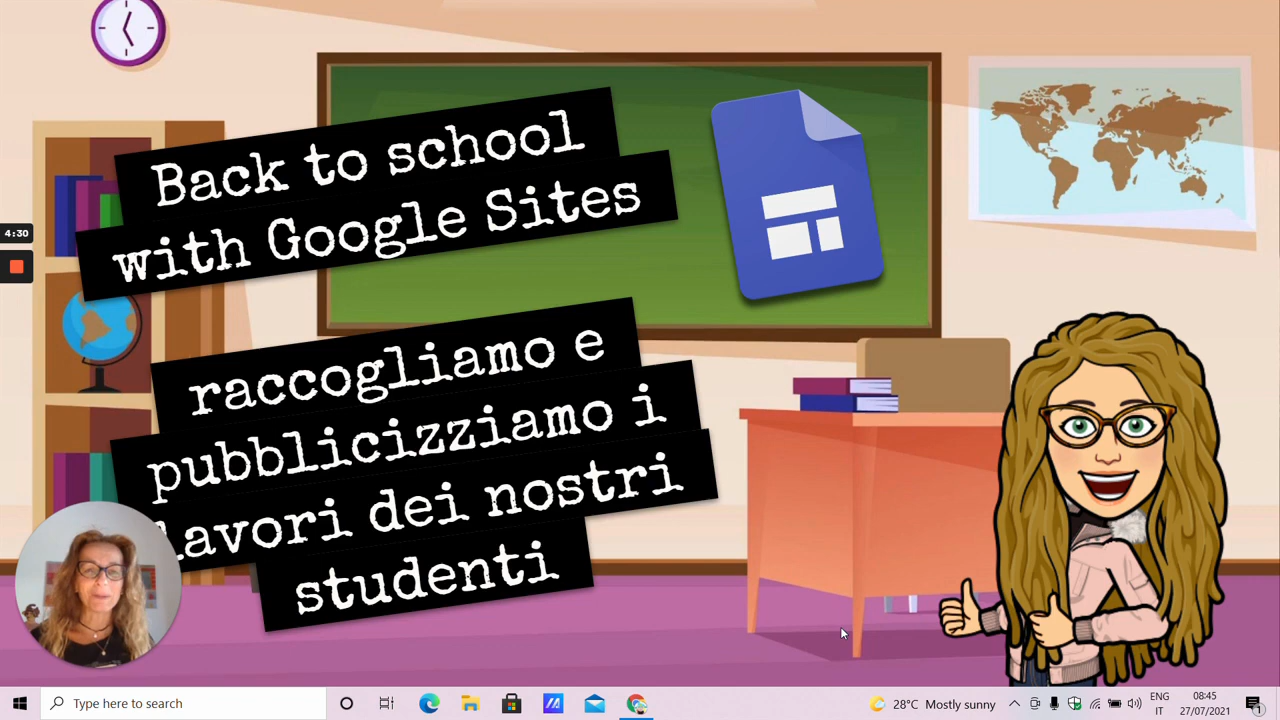 Back to school
with Google Sites
4:30
raccogliamo e
pubblicizziamo i
lavori dei nostri
studenti
Type here to search
28°C Mostly sunny
ENG
IT
08:45
27/07/2021
1